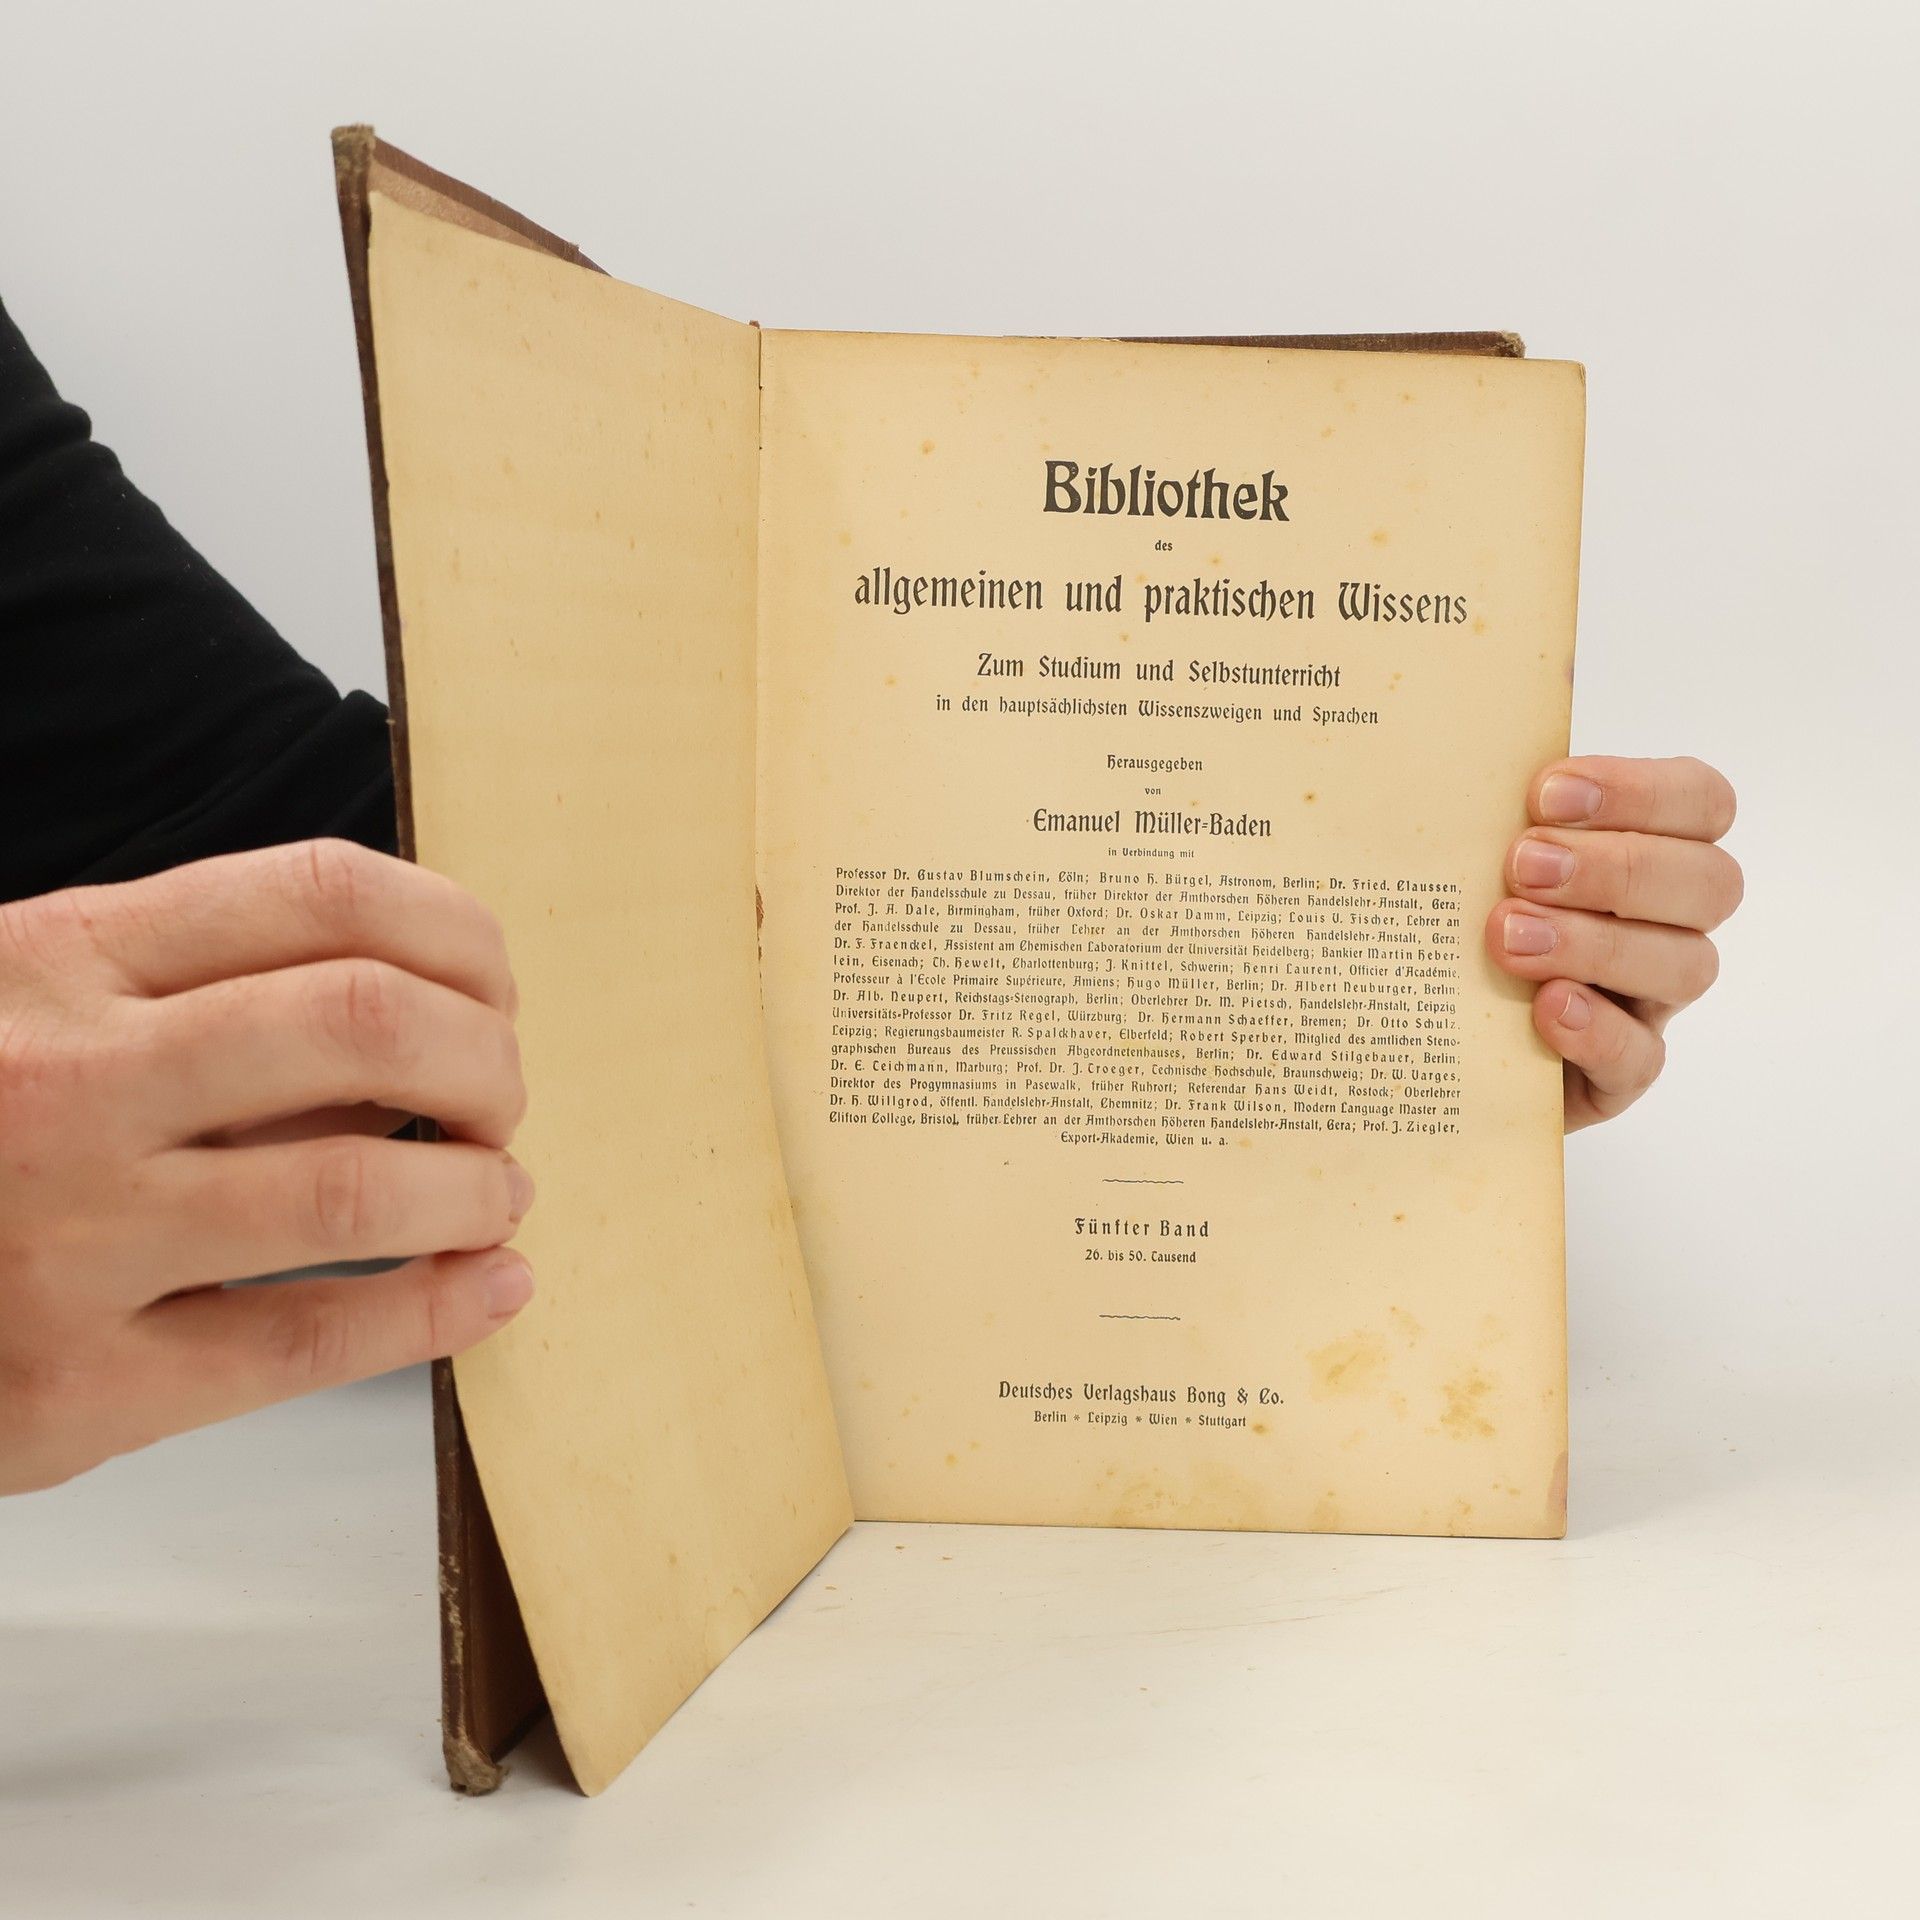 Bibliothek
des
allgemeinen und praktischen Wissens
Zum Studium und Selbstunterricht
in den hauptsächlichsten Wissenszweigen und Sprachen
Herausgegeben
von
Emanuel Müller-Baden
in Verbindung mit
Professor Dr. Gustav Blumschein, Cöln; Bruno H. Bürgel, Astronom, Berlin; Dr. Fried. Claussen,
Direktor der Handelsschule zu Dessau, früher Direktor der Amthorschen Höheren Handelslehr-Anstalt, Gera;
Prof. J. A. Dale, Birmingham, früher Oxford; Dr. Oskar Damm, Leipzig; Louis V. Fischer, Lehrer an
der Handelsschule zu Dessau, früher Lehrer an der Amthorschen Höheren Handelslehr-Anstalt, Gera;
Dr. F. Fraenckel, Assistent am Chemischen Laboratorium der Universität Heidelberg; Bankier Martin Heber-
lein, Eisenach; Th. Hewelt, Charlottenburg; J. Knittel, Schwerin; Henri Laurent, Officier d'Académie,
Professeur à l'Ecole Primaire Supérieure, Amiens; Hugo Müller, Berlin; Dr. Albert Neuburger, Berlin;
Dr. Alb. Neupert, Reichstags-Stenograph, Berlin; Oberlehrer Dr. M. Pietsch, Handelslehr-Anstalt, Leipzig
Universitäts-Professor Dr. Fritz Regel, Würzburg; Dr. Hermann Schaeffer, Bremen; Dr. Otto Schulz,
Leipzig; Regierungsbaumeister R. Spalckhaver, Elberfeld; Robert Sperber, Mitglied des amtlichen Steno-
graphischen Bureaus des Preussischen Abgeordnetenhauses, Berlin; Dr. Edward Stilgebauer, Berlin;
Dr. E. Teichmann, Marburg; Prof. Dr. J. Troeger, Technische Hochschule, Braunschweig; Dr. W. Varges,
Direktor des Progymnasiums in Pasewalk, früher Ruhrort; Referendar Hans Weidt, Rostock; Oberlehrer
Dr. H. Willgrod, öffentl. Handelslehr-Anstalt, Chemnitz; Dr. Frank Wilson, Modern Language Master am
Clifton College, Bristol, früher Lehrer an der Amthorschen Höheren Handelslehr-Anstalt, Gera; Prof. J. Ziegler,
Export-Akademie, Wien u. a.
Fünfter Band
26. bis 50. Tausend
Deutsches Verlagshaus Bong & Co.
Berlin * Leipzig * Wien * Stuttgart